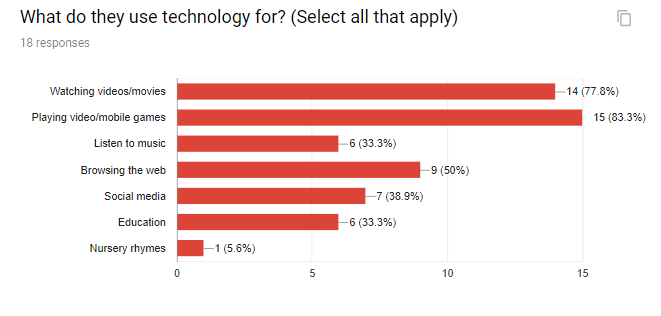 What do they use technology for? (Select all that apply)
18 responses
Watching videos/movies 14 (77.8%)
Playing video/mobile games 15 (83.3%)
Listen to music 6 (33.3%)
Browsing the web 9 (50%)
Social media 7 (38.9%)
Education 6 (33.3%)
Nursery rhymes 1 (5.6%)
0 5 10 15